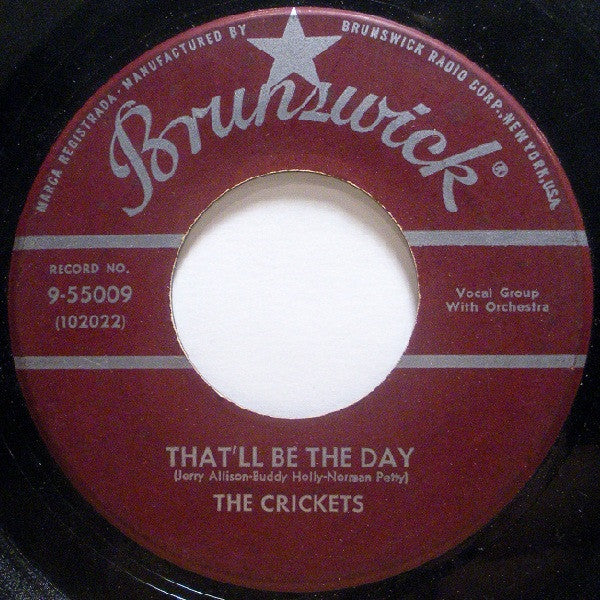 MARCA REGISTRADA - MANUFACTURED BY BRUNSWICK RADIO CORP., NEW YORK, USA.
Brunswick®
RECORD NO.
9-55009
(102022)
Vocal Group
With Orchestra
THAT'LL BE THE DAY
(Jerry Allison-Buddy Holly-Norman Petty)
THE CRICKETS